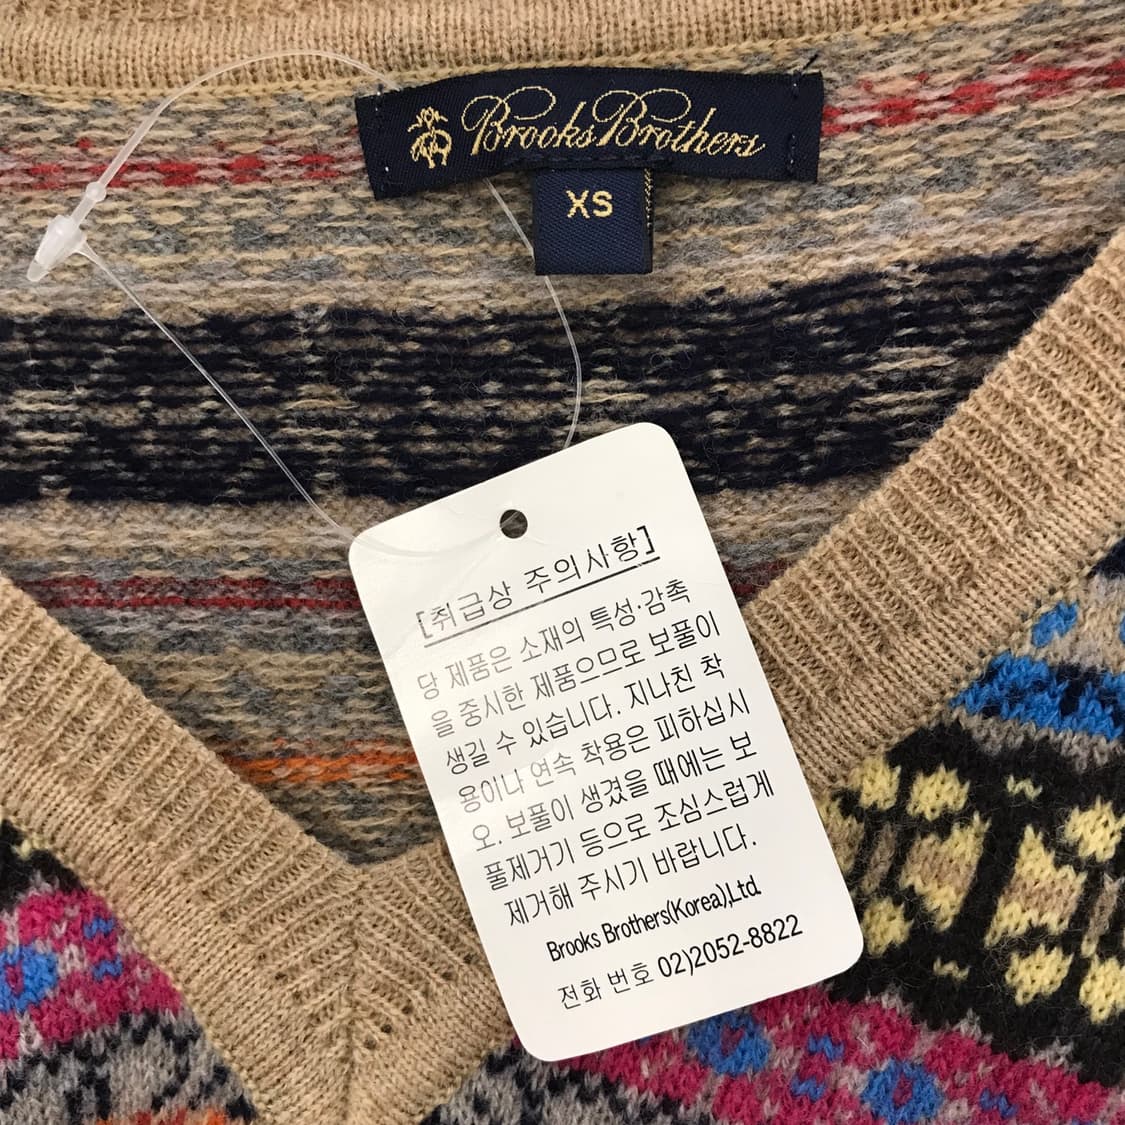 Brooks Brothers
XS
[취급상 주의사항]
당 제품은 소재의 특성·감촉
을 중시한 제품으므로 보풀이
생길 수 있습니다. 지나친 착
용이나 연속 착용은 피하십시
오. 보풀이 생겼을 때에는 보
풀제거기 등으로 조심스럽게
제거해 주시기 바랍니다.
Brooks Brothers(Korea),Ltd.
전화 번호 02)2052-8822